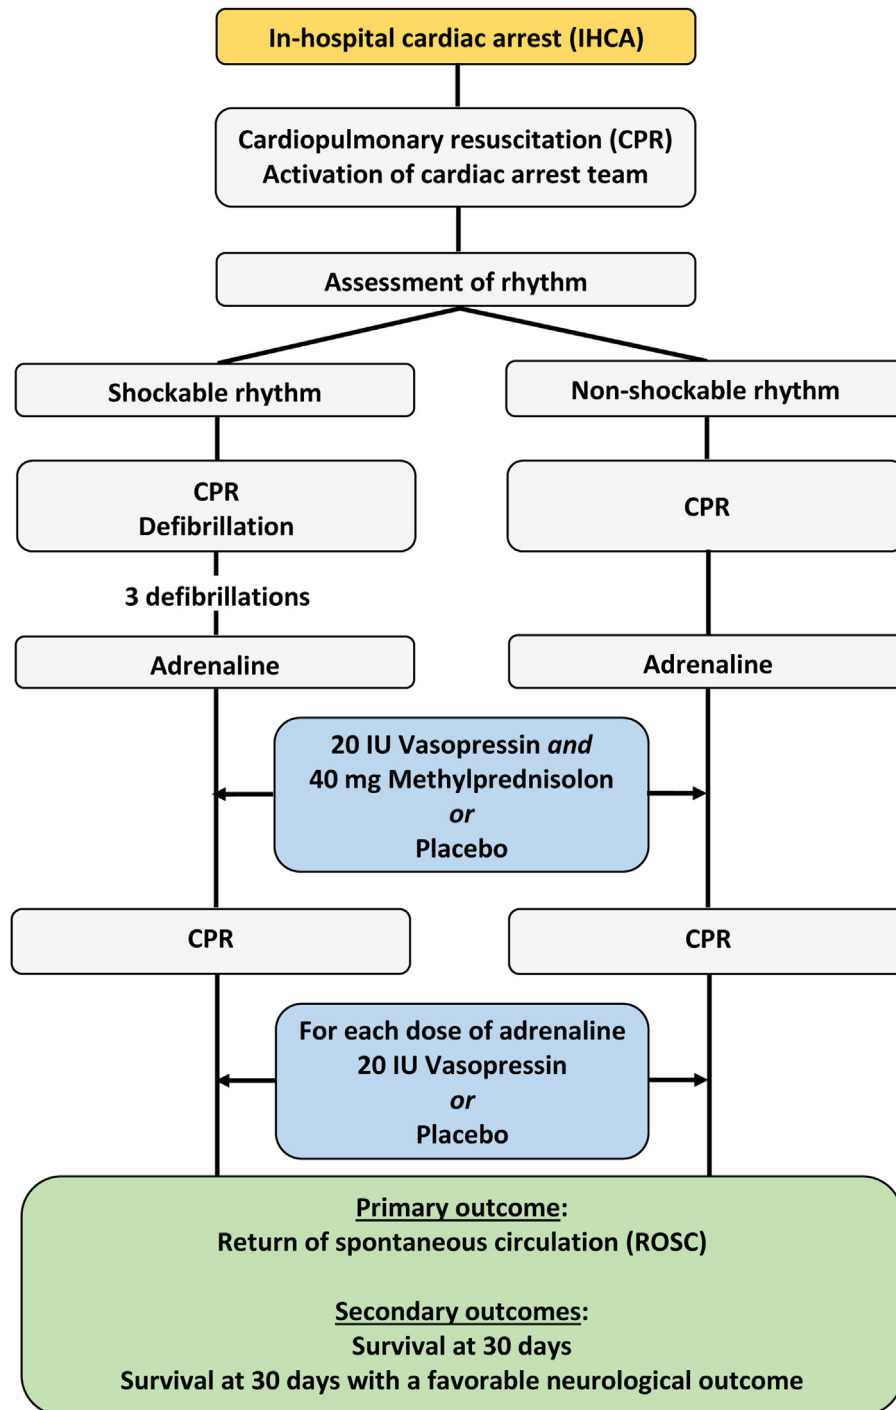 In-hospital cardiac arrest (IHCA)
Cardiopulmonary resuscitation (CPR)
Activation of cardiac arrest team
Assessment of rhythm
Shockable rhythm
Non-shockable rhythm
CPR
Defibrillation
CPR
3 defibrillations
Adrenaline
Adrenaline
20 IU Vasopressin and
40 mg Methylprednisolon
or
Placebo
CPR
CPR
For each dose of adrenaline
20 IU Vasopressin
or
Placebo
Primary outcome:
Return of spontaneous circulation (ROSC)
Secondary outcomes:
Survival at 30 days
Survival at 30 days with a favorable neurological outcome